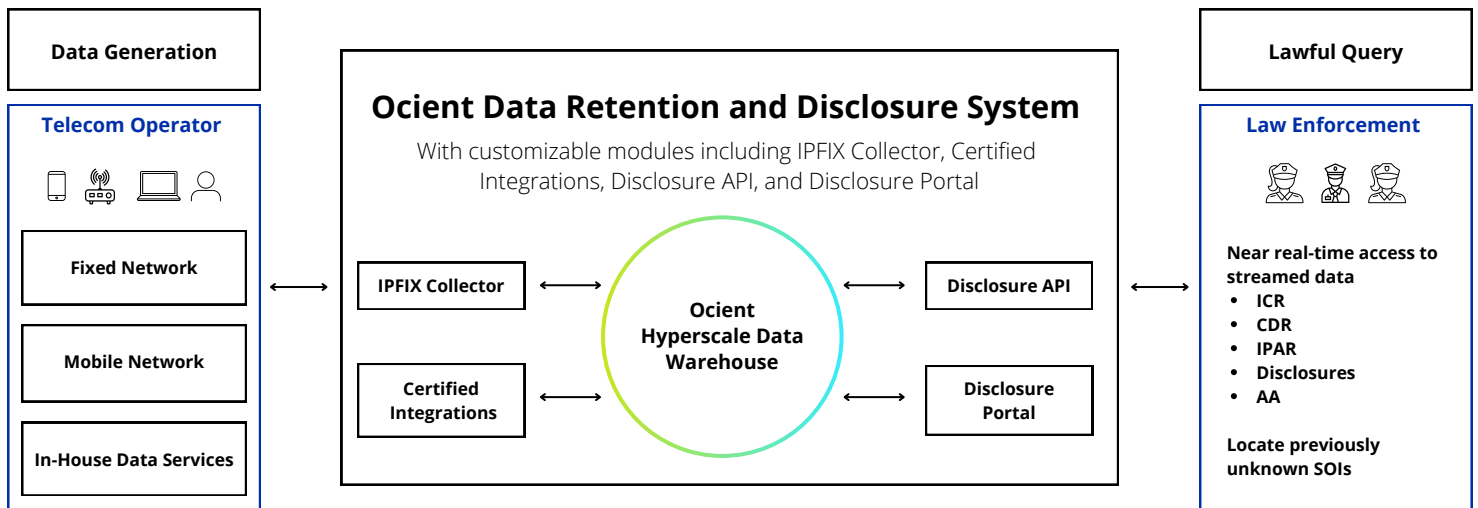 Data Generation
Telecom Operator
Fixed Network
Mobile Network
In-House Data Services
Ocient Data Retention and Disclosure System
With customizable modules including IPFIX Collector, Certified
Integrations, Disclosure API, and Disclosure Portal
IPFIX Collector
Certified
Integrations
Ocient
Hyperscale Data
Warehouse
Disclosure API
Disclosure
Portal
Lawful Query
Law Enforcement
Near real-time access to
streamed data
• ICR
• CDR
• IPAR
• Disclosures
• AA
Locate previously
unknown SOIs